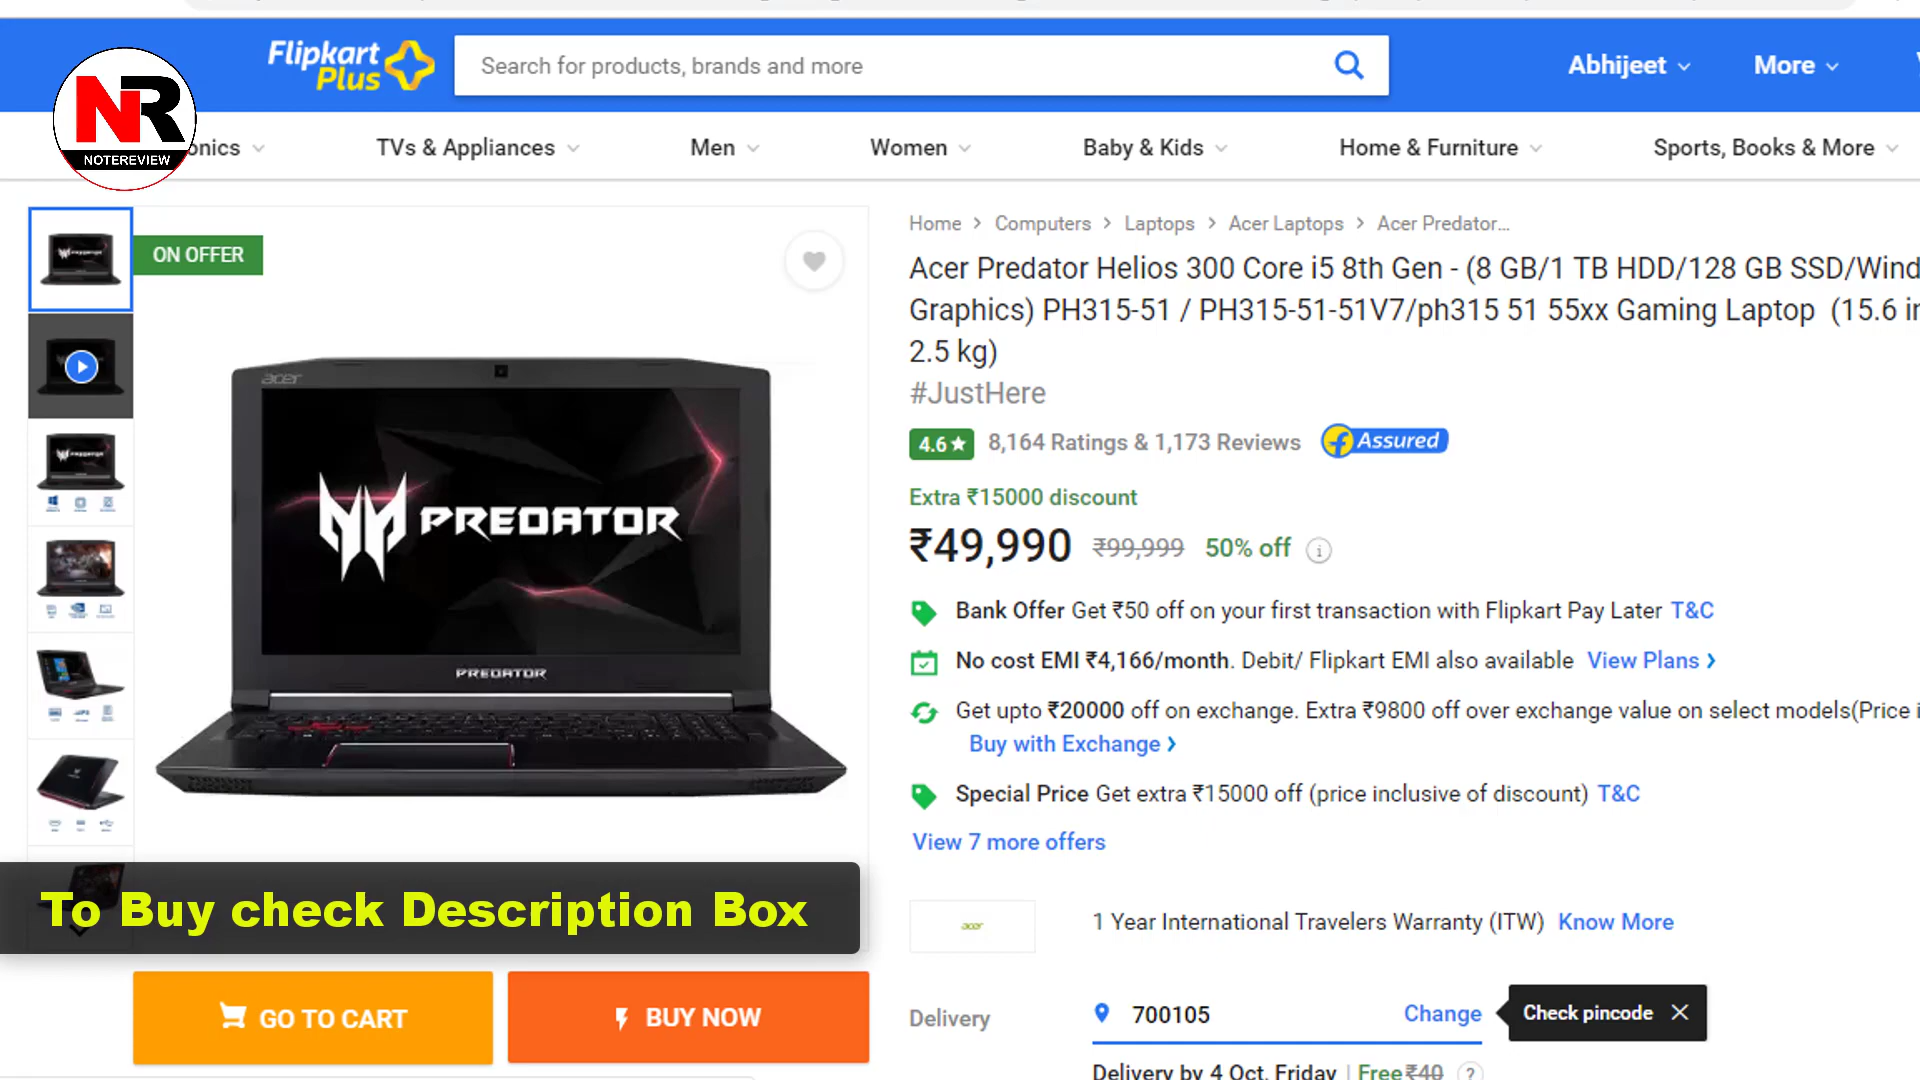 Flipkart
Plus
Search for products, brands and more
Abhijeet
More
NR
NOTEREVIEW
onics
TVs & Appliances
Men
Women
Baby & Kids
Home & Furniture
Sports, Books & More
ON OFFER
acer
PREDATOR
PREDATOR
Home > Computers > Laptops > Acer Laptops > Acer Predator...
Acer Predator Helios 300 Core i5 8th Gen - (8 GB/1 TB HDD/128 GB SSD/Wind
Graphics) PH315-51 / PH315-51-51V7/ph315 51 55xx Gaming Laptop (15.6 in
2.5 kg)
#JustHere
4.6★ 8,164 Ratings & 1,173 Reviews Assured
Extra ₹15000 discount
₹49,990 ₹99,999 50% off
Bank Offer Get ₹50 off on your first transaction with Flipkart Pay Later T&C
No cost EMI ₹4,166/month. Debit/ Flipkart EMI also available View Plans
Get upto ₹20000 off on exchange. Extra ₹9800 off over exchange value on select models(Price i
Buy with Exchange
Special Price Get extra ₹15000 off (price inclusive of discount) T&C
View 7 more offers
To Buy check Description Box
acer
1 Year International Travelers Warranty (ITW) Know More
GO TO CART
BUY NOW
Delivery
700105
Change
Check pincode
Delivery by 4 Oct, Friday | Free ₹40 ?